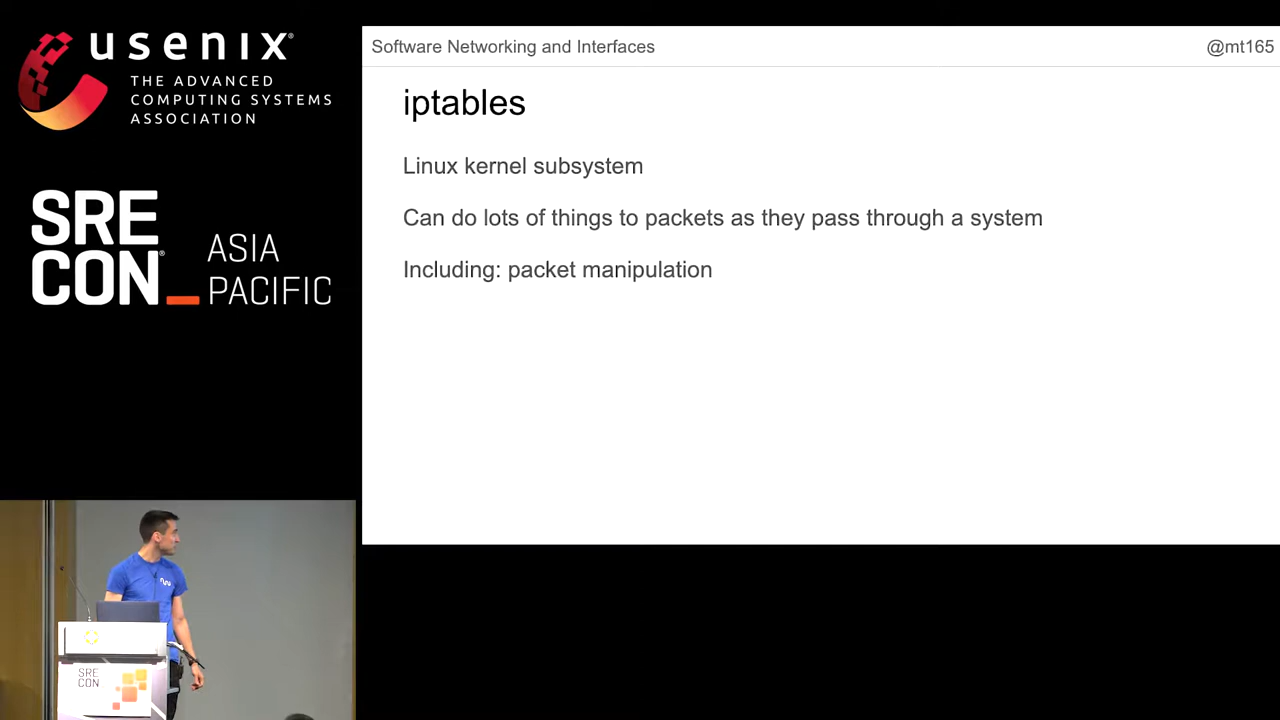 usenix®
THE ADVANCED
COMPUTING SYSTEMS
ASSOCIATION
SRE
CON®
ASIA
PACIFIC
Software Networking and Interfaces
@mt165
iptables
Linux kernel subsystem
Can do lots of things to packets as they pass through a system
Including: packet manipulation
SRE
CON